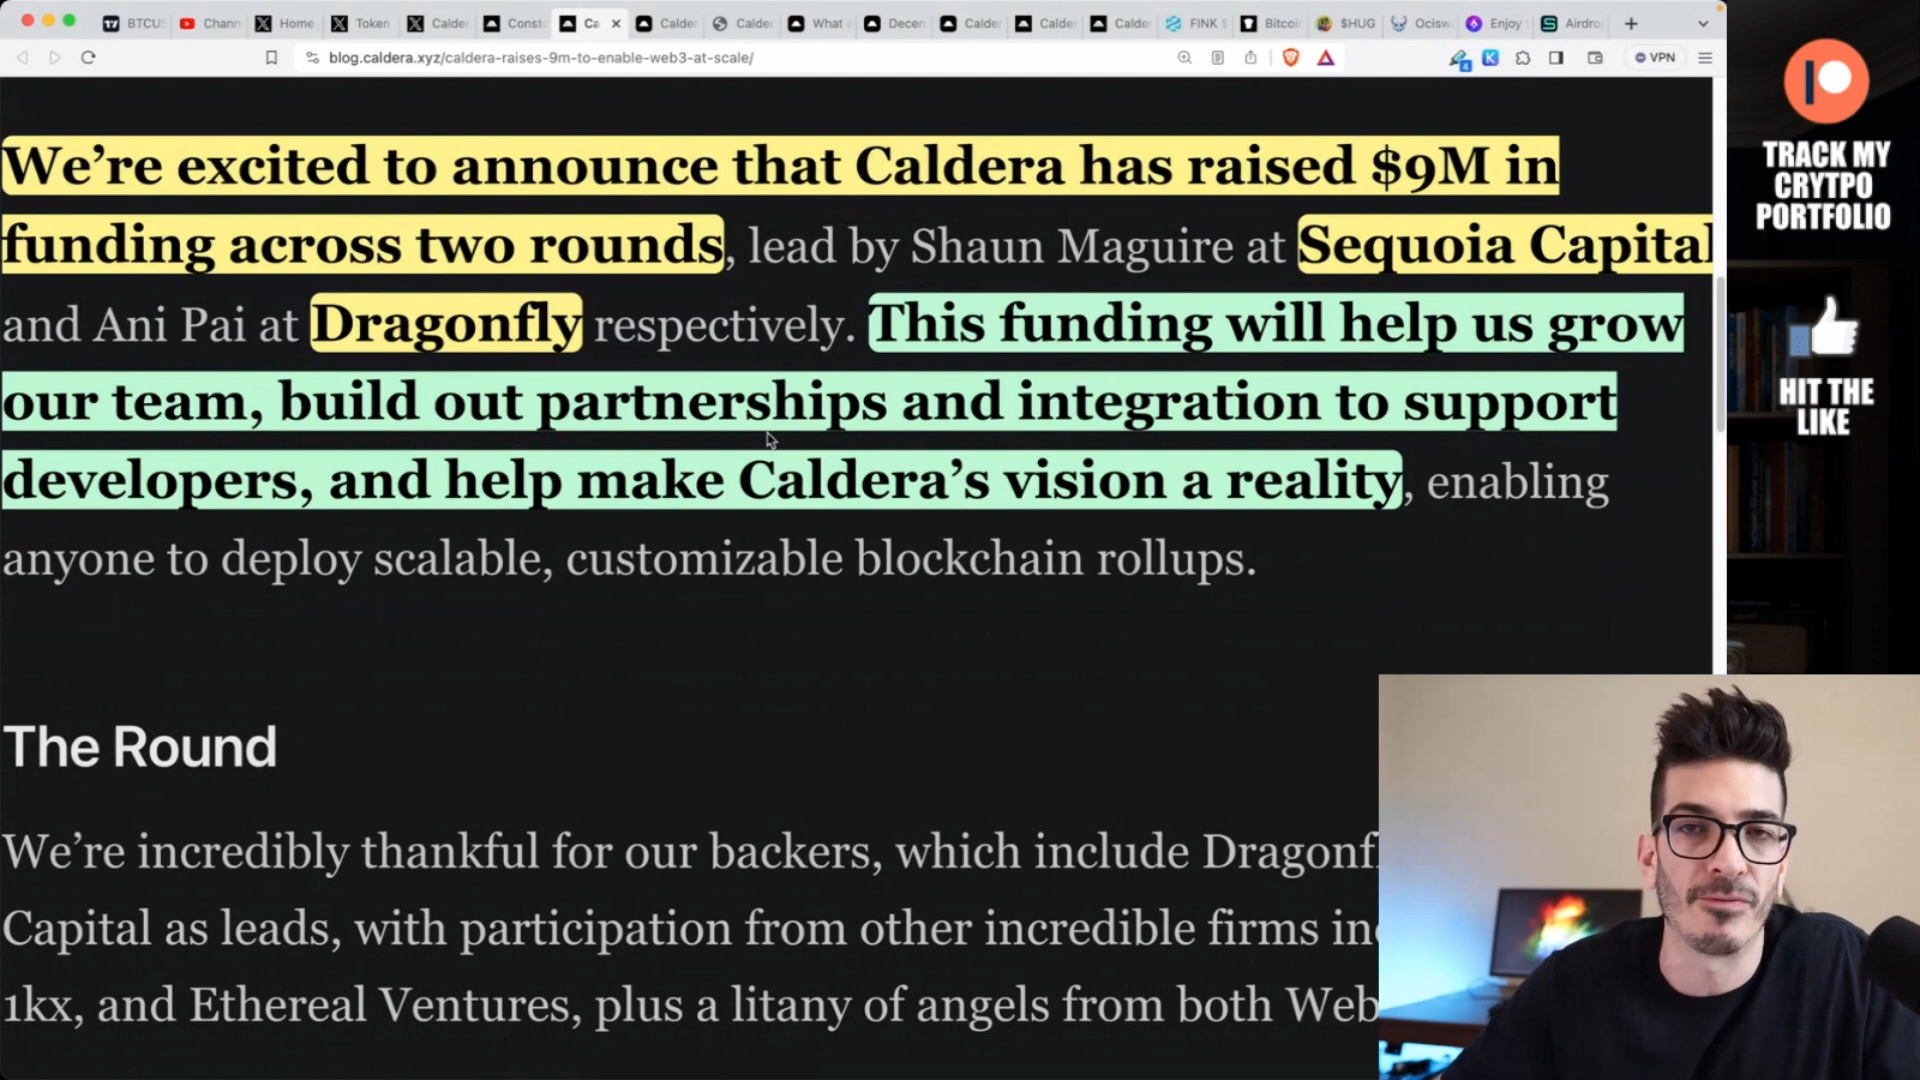 BTCUS
Chann
Home
Token
Calder
Conste
Ca
Calder
Calder
What a
Decen
Calder
Calder
Calder
FINK $
Bitcoin
$HUG
Ocisw
Enjoy
Airdro
blog.caldera.xyz/caldera-raises-9m-to-enable-web3-at-scale/
4
K
VPN
We’re excited to announce that Caldera has raised $9M in
funding across two rounds, lead by Shaun Maguire at Sequoia Capital
and Ani Pai at Dragonfly respectively. This funding will help us grow
our team, build out partnerships and integration to support
developers, and help make Caldera’s vision a reality, enabling
anyone to deploy scalable, customizable blockchain rollups.
The Round
We’re incredibly thankful for our backers, which include Dragonf
Capital as leads, with participation from other incredible firms inc
1kx, and Ethereal Ventures, plus a litany of angels from both Web
TRACK MY
CRYTPO
PORTFOLIO
HIT THE
LIKE